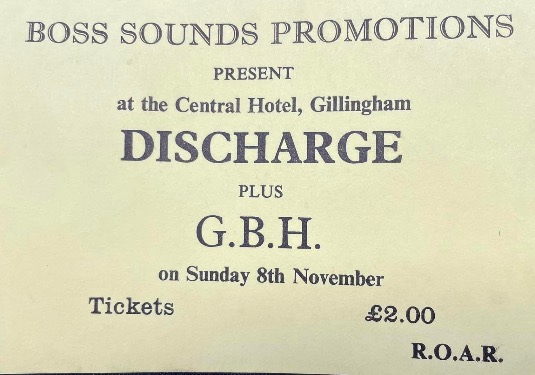 BOSS SOUNDS PROMOTIONS
PRESENT
at the Central Hotel, Gillingham
DISCHARGE
PLUS
G.B.H.
on Sunday 8th November
Tickets £2.00
R.O.A.R.